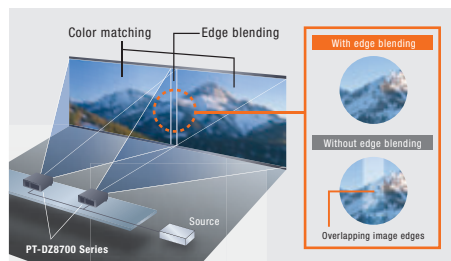 Color matching
Edge blending
With edge blending
Without edge blending
Overlapping image edges
Source
PT-DZ8700 Series